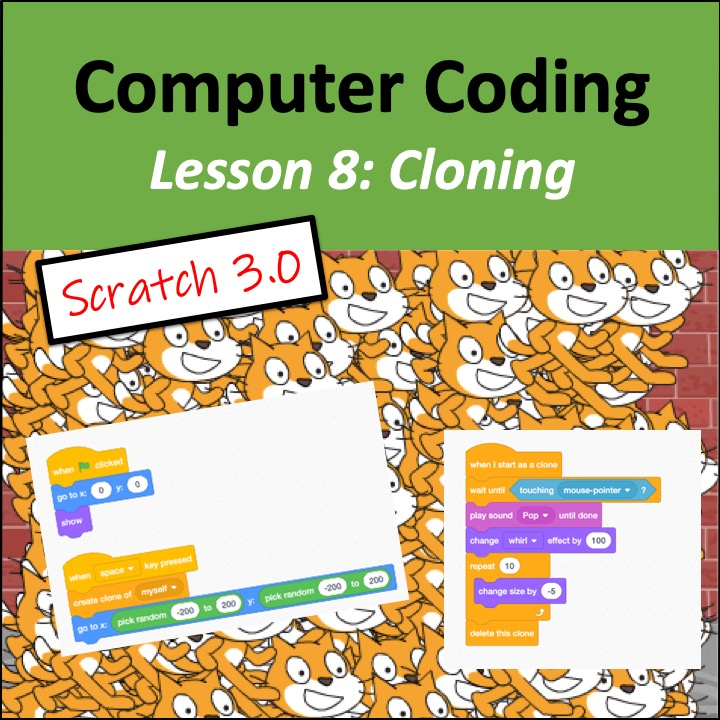 Computer Coding
Lesson 8: Cloning
Scratch 3.0
when clicked
go to x: 0 y: 0
show
when space key pressed
create clone of myself
go to x: pick random -200 to 200 y: pick random -200 to 200
when I start as a clone
wait until touching mouse-pointer ?
play sound Pop until done
change whirl effect by 100
repeat 10
change size by -5
delete this clone